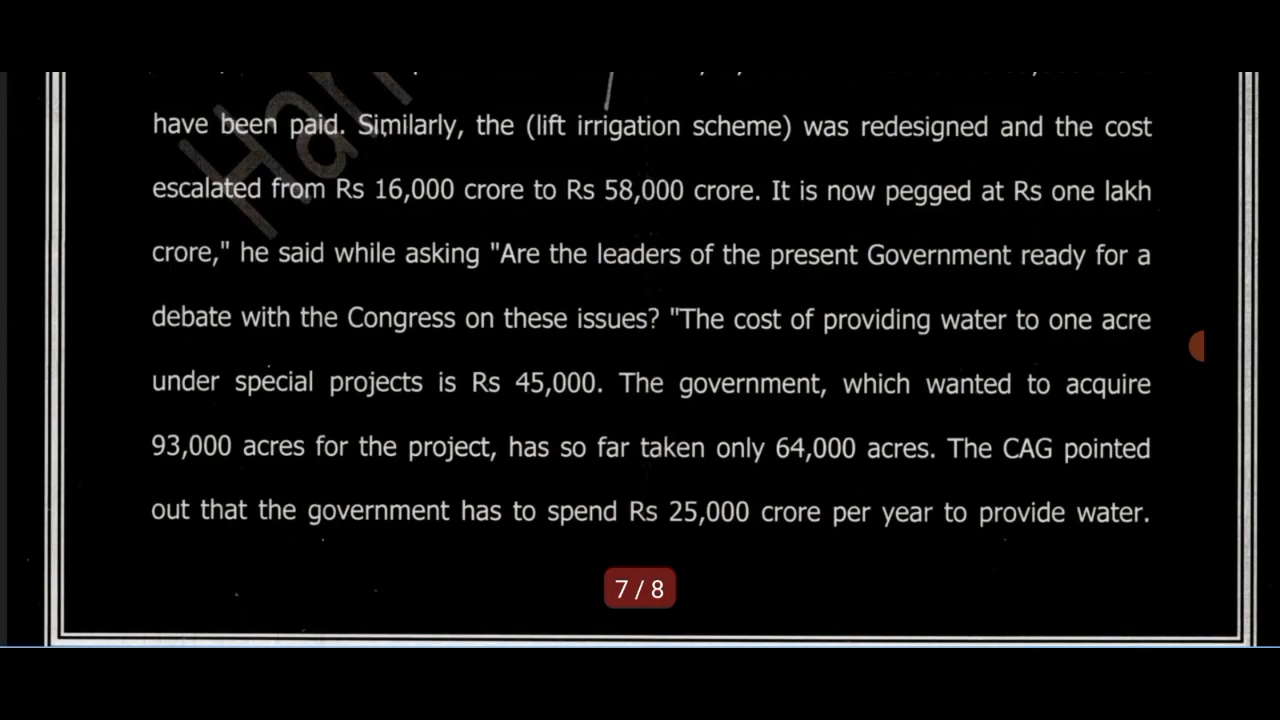 have been paid. Similarly, the (lift irrigation scheme) was redesigned and the cost
escalated from Rs 16,000 crore to Rs 58,000 crore. It is now pegged at Rs one lakh
crore," he said while asking "Are the leaders of the present Government ready for a
debate with the Congress on these issues? "The cost of providing water to one acre
under special projects is Rs 45,000. The government, which wanted to acquire
93,000 acres for the project, has so far taken only 64,000 acres. The CAG pointed
out that the government has to spend Rs 25,000 crore per year to provide water.
7 / 8